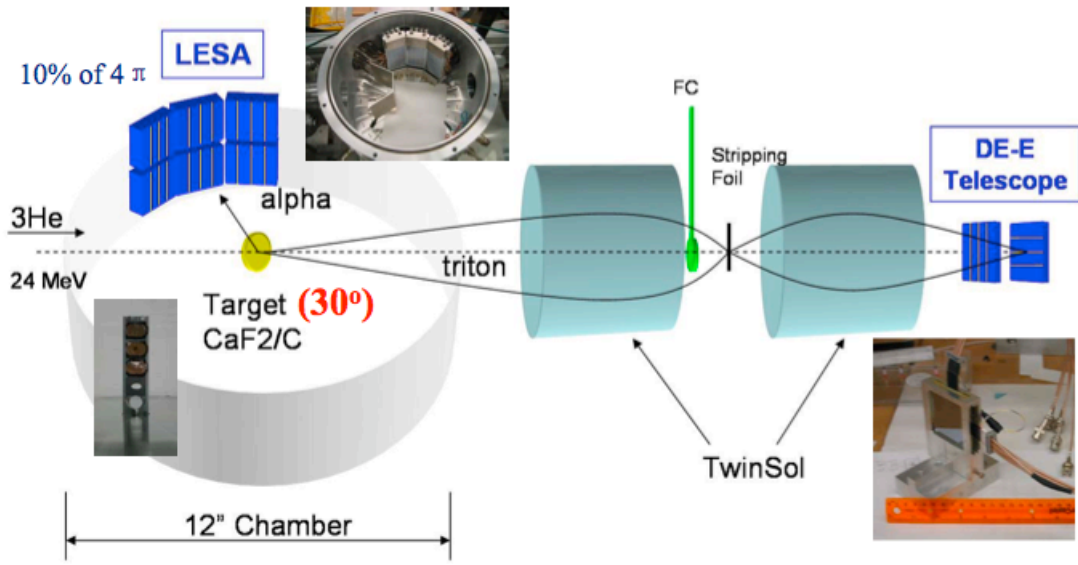 LESA
10% of 4 π
FC
Stripping
Foil
DE-E
Telescope
alpha
3He
triton
24 MeV
Target (30º)
CaF2/C
TwinSol
12” Chamber